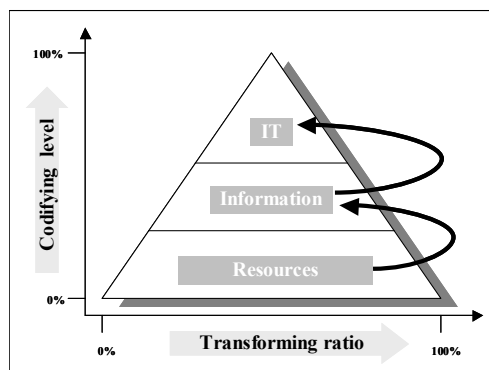 100%
IT
Codifying level
Information
Resources
0%
0%
100%
Transforming ratio